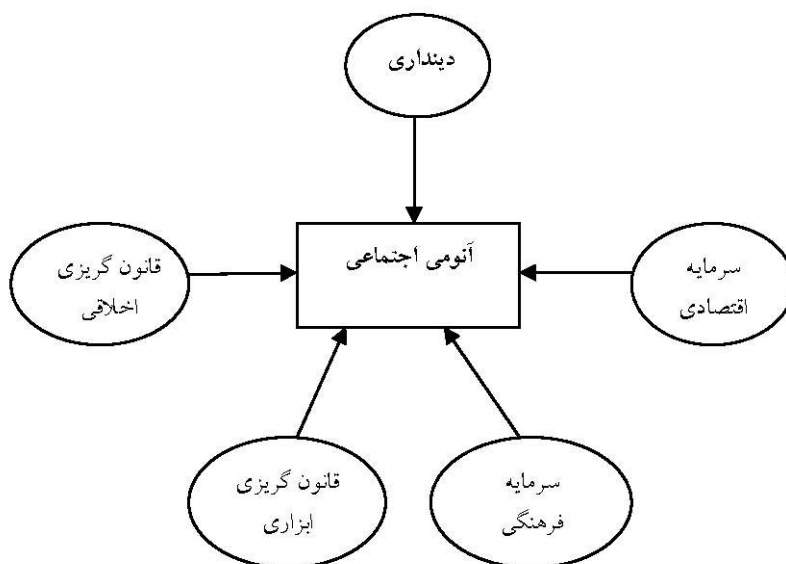 دینداری
آنومی اجتماعی
سرمایه
اقتصادی
قانون گریزی
اخلاقی
سرمایه
فرهنگی
قانون گریزی
ابزاری